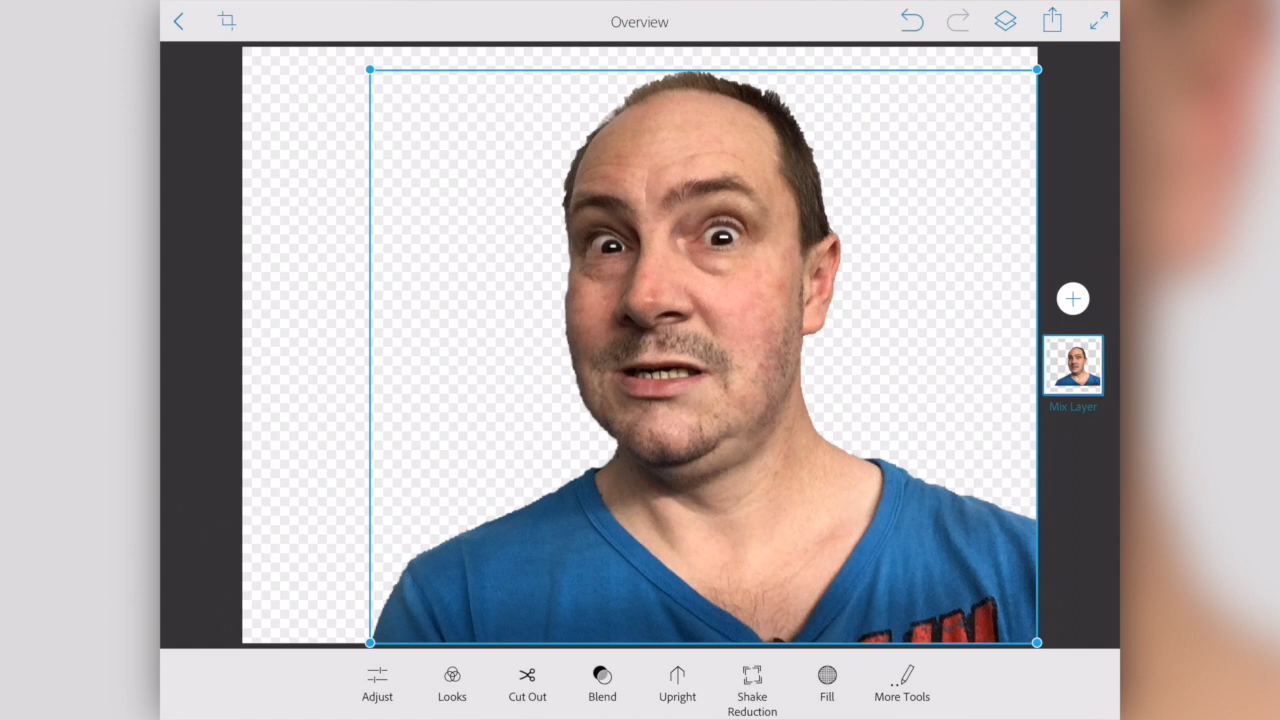 Overview
Mix Layer
Adjust
Looks
Cut Out
Blend
Upright
Shake
Reduction
Fill
More Tools